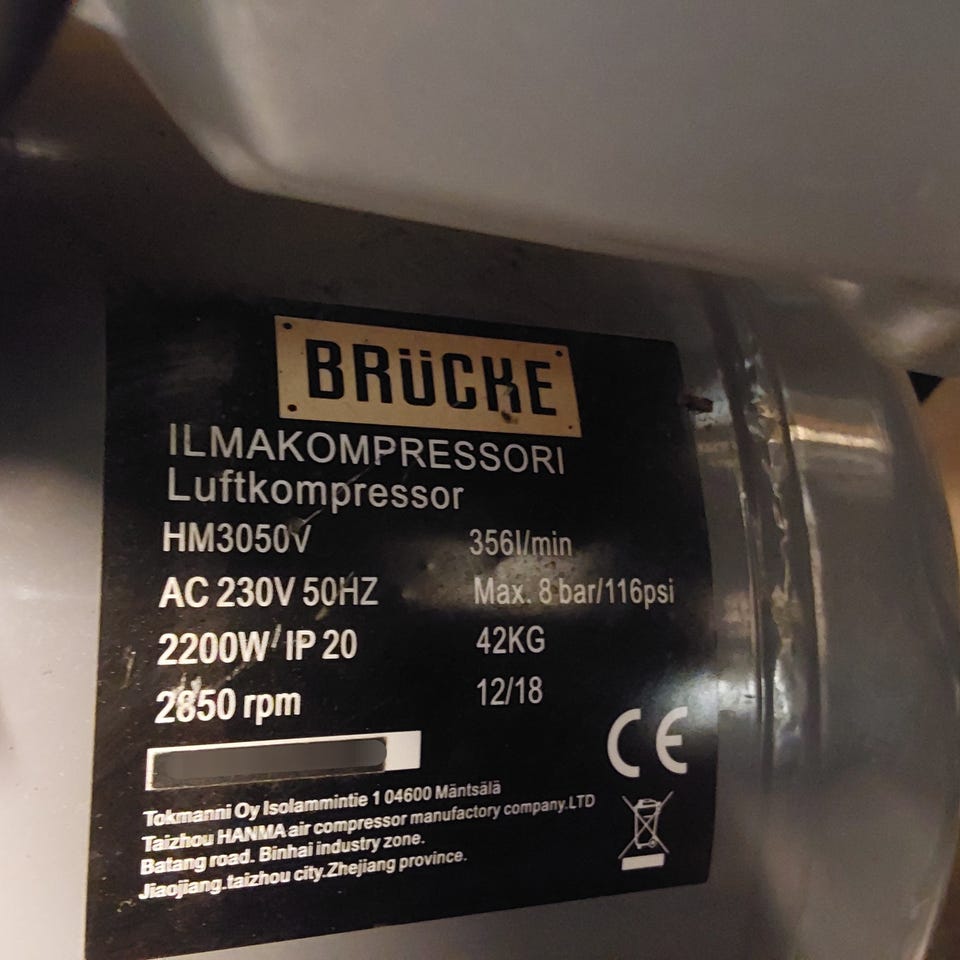 BRÜCKE
ILMAKOMPRESSORI
Luftkompressor
HM3050V 356l/min
AC 230V 50HZ Max. 8 bar/116psi
2200W IP 20 42KG
2850 rpm 12/18
CE
Tokmanni Oy Isolammintie 1 04600 Mäntsälä
Taizhou HANMA air compressor manufactory company.LTD
Batang road. Binhai industry zone.
Jiaojiang.taizhou city.Zhejiang province.